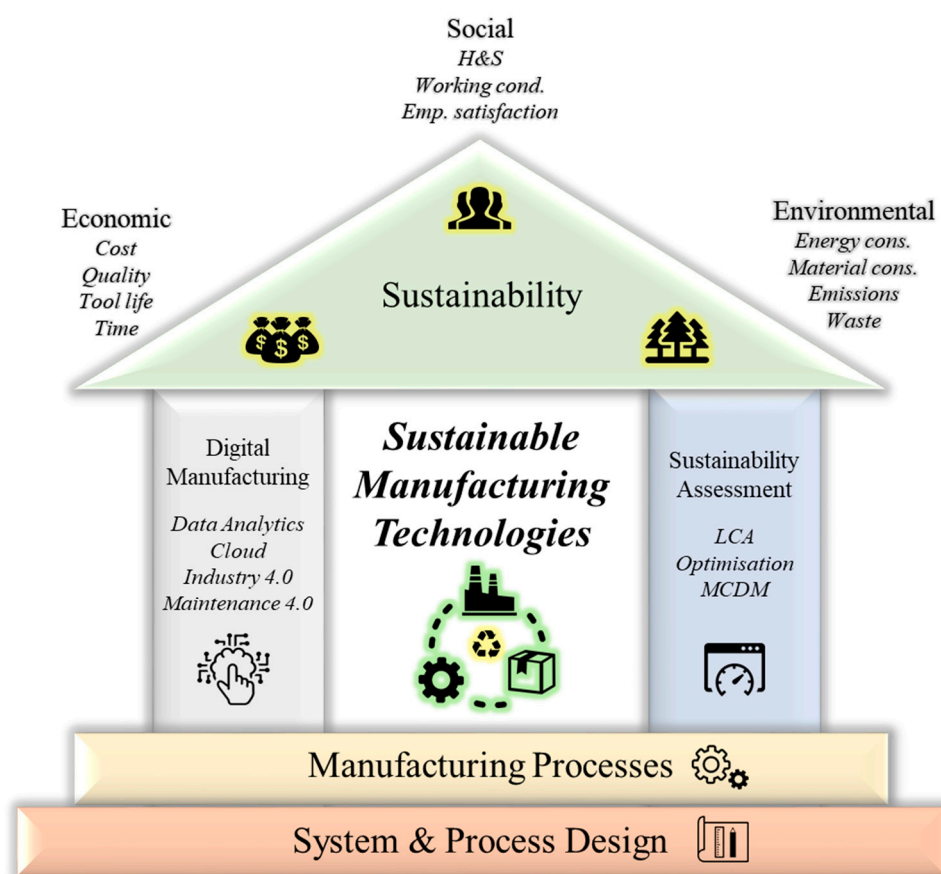 Social
H&S
Working cond.
Emp. satisfaction
Economic
Cost
Quality
Tool life
Time
Environmental
Energy cons.
Material cons.
Emissions
Waste
Sustainability
Digital
Manufacturing
Data Analytics
Cloud
Industry 4.0
Maintenance 4.0
Sustainable
Manufacturing
Technologies
Sustainability
Assessment
LCA
Optimisation
MCDM
Manufacturing Processes
System & Process Design